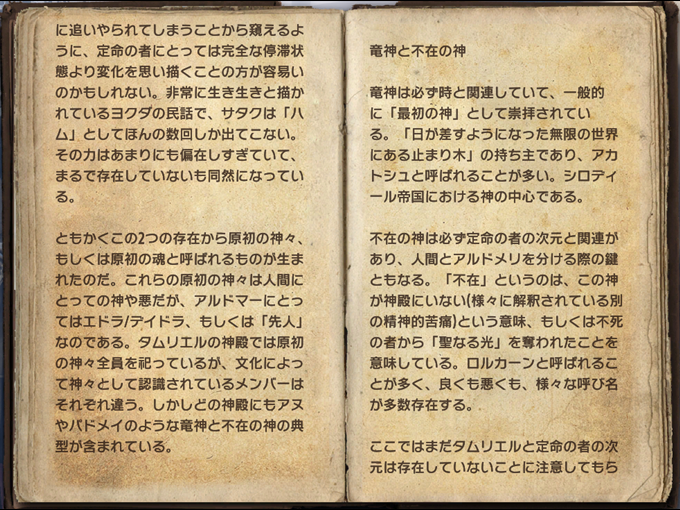 に追いやられてしまうことから窺えるよ
うに、定命の者にとっては完全な停滞状
態より変化を思い描くことの方が容易い
のかもしれない。非常に生き生きと描か
れているヨクダの民話で、サタクは「ハ
ム」としてほんの数回しか出てこない。
その力はあまりにも偏在しすぎていて、
まるで存在していないも同然になってい
る。
ともかくこの2つの存在から原初の神々、
もしくは原初の魂と呼ばれるものが生ま
れたのだ。これらの原初の神々は人間に
とっての神や悪だが、アルドマーにとっ
てはエドラ/デイドラ、もしくは「先人」
なのである。タムリエルの神殿では原初
の神々全員を祀っているが、文化によっ
て神々として認識されているメンバーは
それぞれ違う。しかしどの神殿にもアヌ
やパドメイのような竜神と不在の神の典
型が含まれている。
竜神と不在の神
竜神は必ず時と関連していて、一般的
に「最初の神」として崇拝されてい
る。「日が差すようになった無限の世界
にある止まり木」の持ち主であり、アカ
トシュと呼ばれることが多い。シロディ
ール帝国における神の中心である。
不在の神は必ず定命の者の次元と関連が
あり、人間とアルドメリを分ける際の鍵
ともなる。「不在」というのは、この神
が神殿にいない(様々に解釈されている別
の精神的苦痛)という意味、もしくは不死
の者から「聖なる光」を奪われたことを
意味している。ロルカーンと呼ばれるこ
とが多く、良くも悪くも、様々な呼び名
が多数存在する。
ここではまだタムリエルと定命の者の次
元は存在していないことに注意してもら